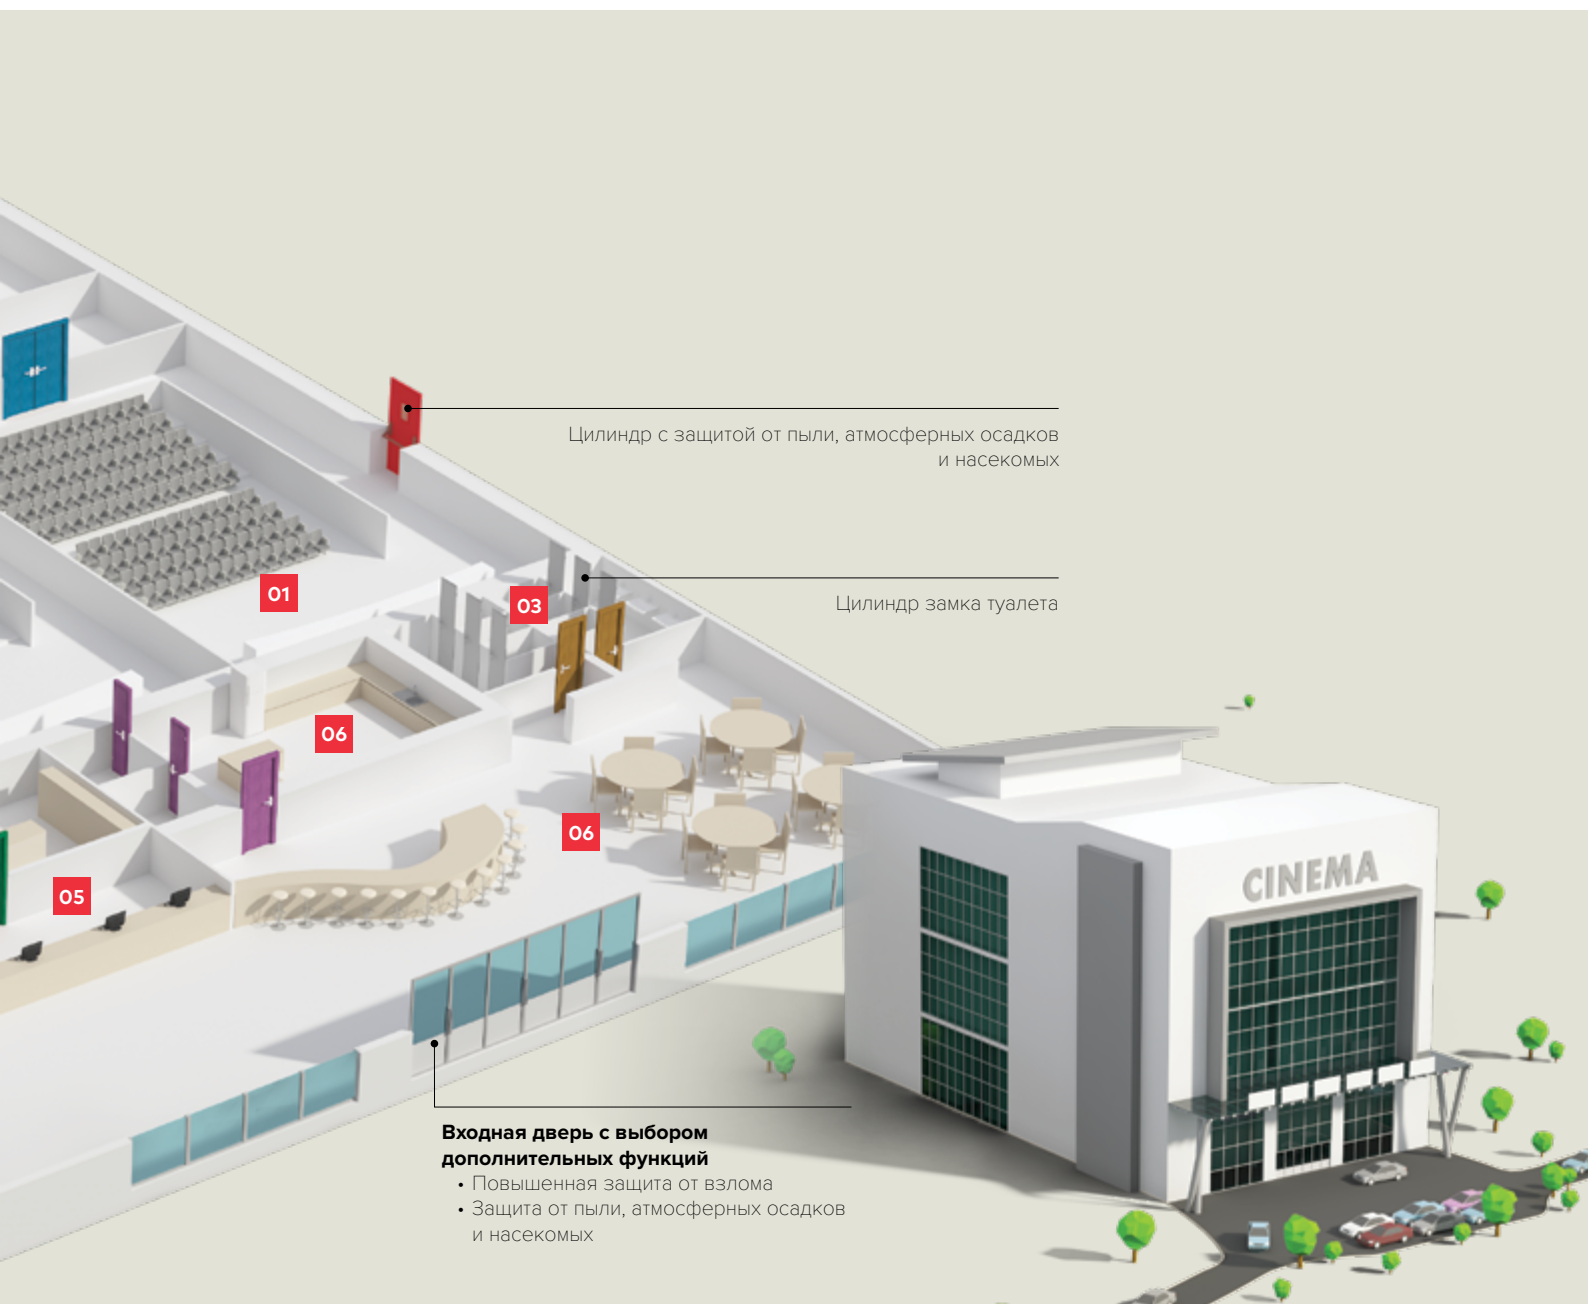 Цилиндр с защитой от пыли, атмосферных осадков
и насекомых
01
03
Цилиндр замка туалета
06
06
05
CINEMA
Входная дверь с выбором
дополнительных функций
• Повышенная защита от взлома
• Защита от пыли, атмосферных осадков
и насекомых